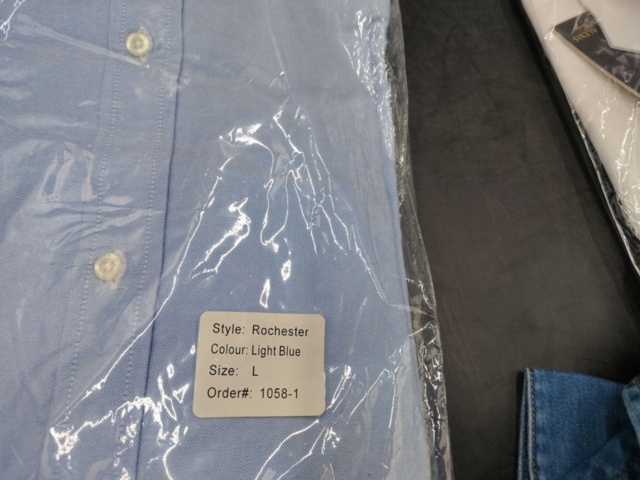 Style: Rochester
Colour: Light Blue
Size: L
Order#: 1058-1